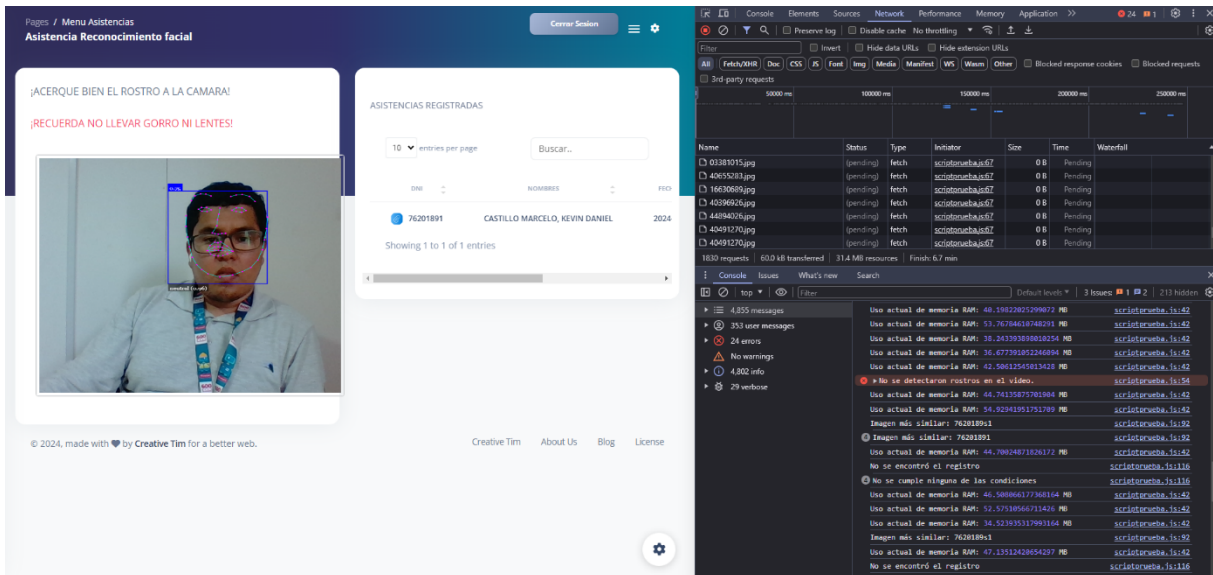 Pages / Menu Asistencias
Asistencia Reconocimiento facial
Cerrar Sesion
¡ACERQUE BIEN EL ROSTRO A LA CAMARA!
¡RECUERDA NO LLEVAR GORRO NI LENTES!
neutral (0.96)
ASISTENCIAS REGISTRADAS
10 entries per page
Buscar..
DNI NOMBRES FECH
76201891 CASTILLO MARCELO, KEVIN DANIEL 2024
Showing 1 to 1 of 1 entries
© 2024, made with by Creative Tim for a better web.
Creative Tim About Us Blog License
Console Elements Sources Network Performance Memory Application 24 1
Preserve log Disable cache No throttling
Filter Invert Hide data URLs Hide extension URLs
All Fetch/XHR Doc CSS JS Font Img Media Manifest WS Wasm Other Blocked response cookies Blocked requests
3rd-party requests
50000 ms 100000 ms 150000 ms 200000 ms 250000 ms
Name Status Type Initiator Size Time Waterfall
03381015.jpg (pending) fetch scriptprueba.js:67 0 B Pending
40655283.jpg (pending) fetch scriptprueba.js:67 0 B Pending
16630689.jpg (pending) fetch scriptprueba.js:67 0 B Pending
40396926.jpg (pending) fetch scriptprueba.js:67 0 B Pending
44894026.jpg (pending) fetch scriptprueba.js:67 0 B Pending
40491270.jpg (pending) fetch scriptprueba.js:67 0 B Pending
40491270.jpg (pending) fetch scriptprueba.js:67 0 B Pending
1830 requests 60.0 kB transferred 31.4 MB resources Finish: 6.7 min
Console Issues What's new Search
top Filter Default levels 3 Issues: 1 2 213 hidden
4,855 messages
353 user messages
24 errors
No warnings
4,802 info
29 verbose
Uso actual de memoria RAM: 40.19822025299072 MB scriptprueba.js:42
Uso actual de memoria RAM: 53.76784610748291 MB scriptprueba.js:42
Uso actual de memoria RAM: 38.243393898010254 MB scriptprueba.js:42
Uso actual de memoria RAM: 36.677391052246094 MB scriptprueba.js:42
Uso actual de memoria RAM: 42.50612545013428 MB scriptprueba.js:42
No se detectaron rostros en el video. scriptprueba.js:54
Uso actual de memoria RAM: 44.74135875701904 MB scriptprueba.js:42
Uso actual de memoria RAM: 54.92941951751709 MB scriptprueba.js:42
Imagen más similar: 7620189s1 scriptprueba.js:92
4 Imagen más similar: 76201891 scriptprueba.js:92
Uso actual de memoria RAM: 44.70024871826172 MB scriptprueba.js:42
No se encontró el registro scriptprueba.js:116
4 No se cumple ninguna de las condiciones scriptprueba.js:116
Uso actual de memoria RAM: 46.508066177368164 MB scriptprueba.js:42
Uso actual de memoria RAM: 52.57510566711426 MB scriptprueba.js:42
Uso actual de memoria RAM: 34.523935317993164 MB scriptprueba.js:42
Imagen más similar: 7620189s1 scriptprueba.js:92
Uso actual de memoria RAM: 47.13512420654297 MB scriptprueba.js:42
No se encontró el registro scriptprueba.js:116